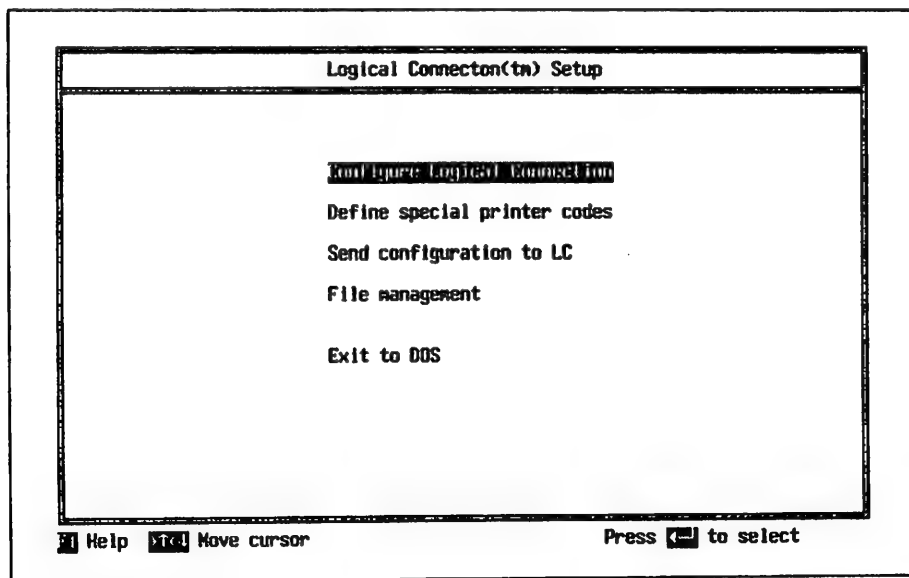 Logical Connecton(tm) Setup
Configure Logical Connection
Define special printer codes
Send configuration to LC
File management
Exit to DOS
F1 Help Move cursor Press to select